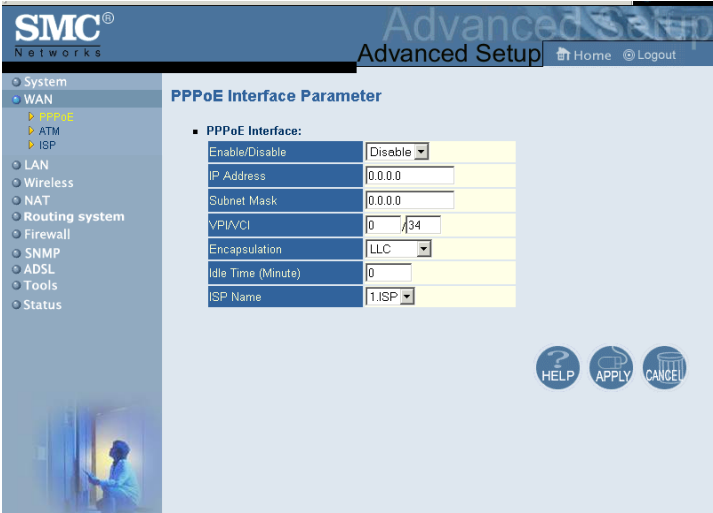 SMC®
Networks
Advanced Setup
Advanced Setup
Home
Logout
System
WAN
PPPoE
ATM
ISP
LAN
Wireless
NAT
Routing system
Firewall
SNMP
ADSL
Tools
Status
PPPoE Interface Parameter
PPPoE Interface:
Enable/Disable Disable
IP Address 0.0.0.0
Subnet Mask 0.0.0.0
VPI/VCI 0 /34
Encapsulation LLC
Idle Time (Minute) 0
ISP Name 1.ISP
HELP APPLY CANCEL